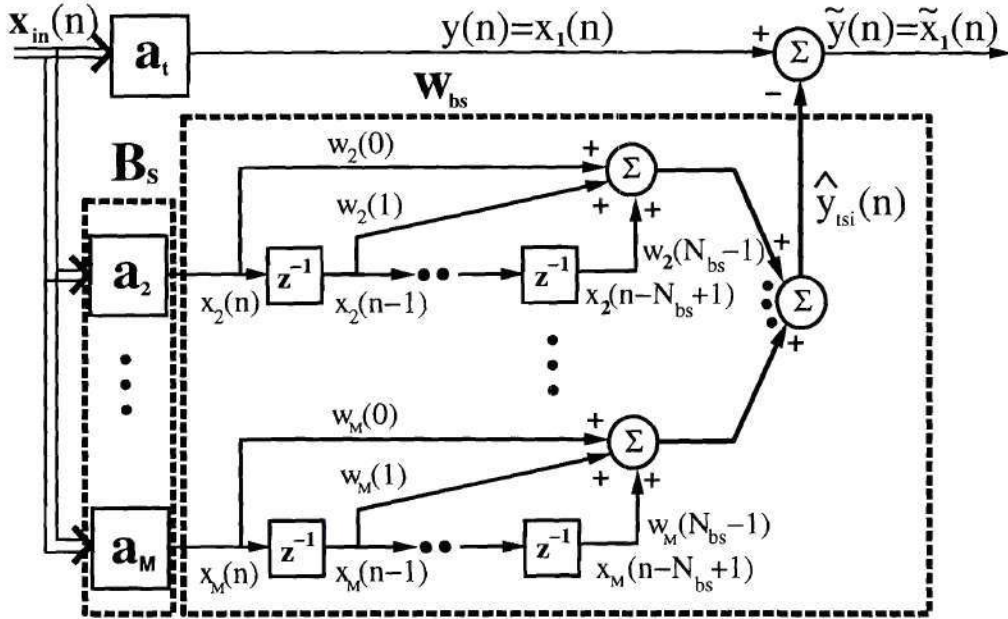 x_in(n)
a_t
y(n)=x_1(n)
+
Σ
ỹ(n)=x̃_1(n)
−
w_bs
B_s
w_2(0)
+
Σ
w_2(1)
+
+
ŷ_tsi(n)
a_2
z^-1
z^-1
w_2(N_bs−1)
+
x_2(n)
x_2(n−1)
x_2(n−N_bs+1)
Σ
+
w_M(0)
+
Σ
w_M(1)
+
+
a_M
z^-1
z^-1
w_M(N_bs−1)
x_M(n)
x_M(n−1)
x_M(n−N_bs+1)